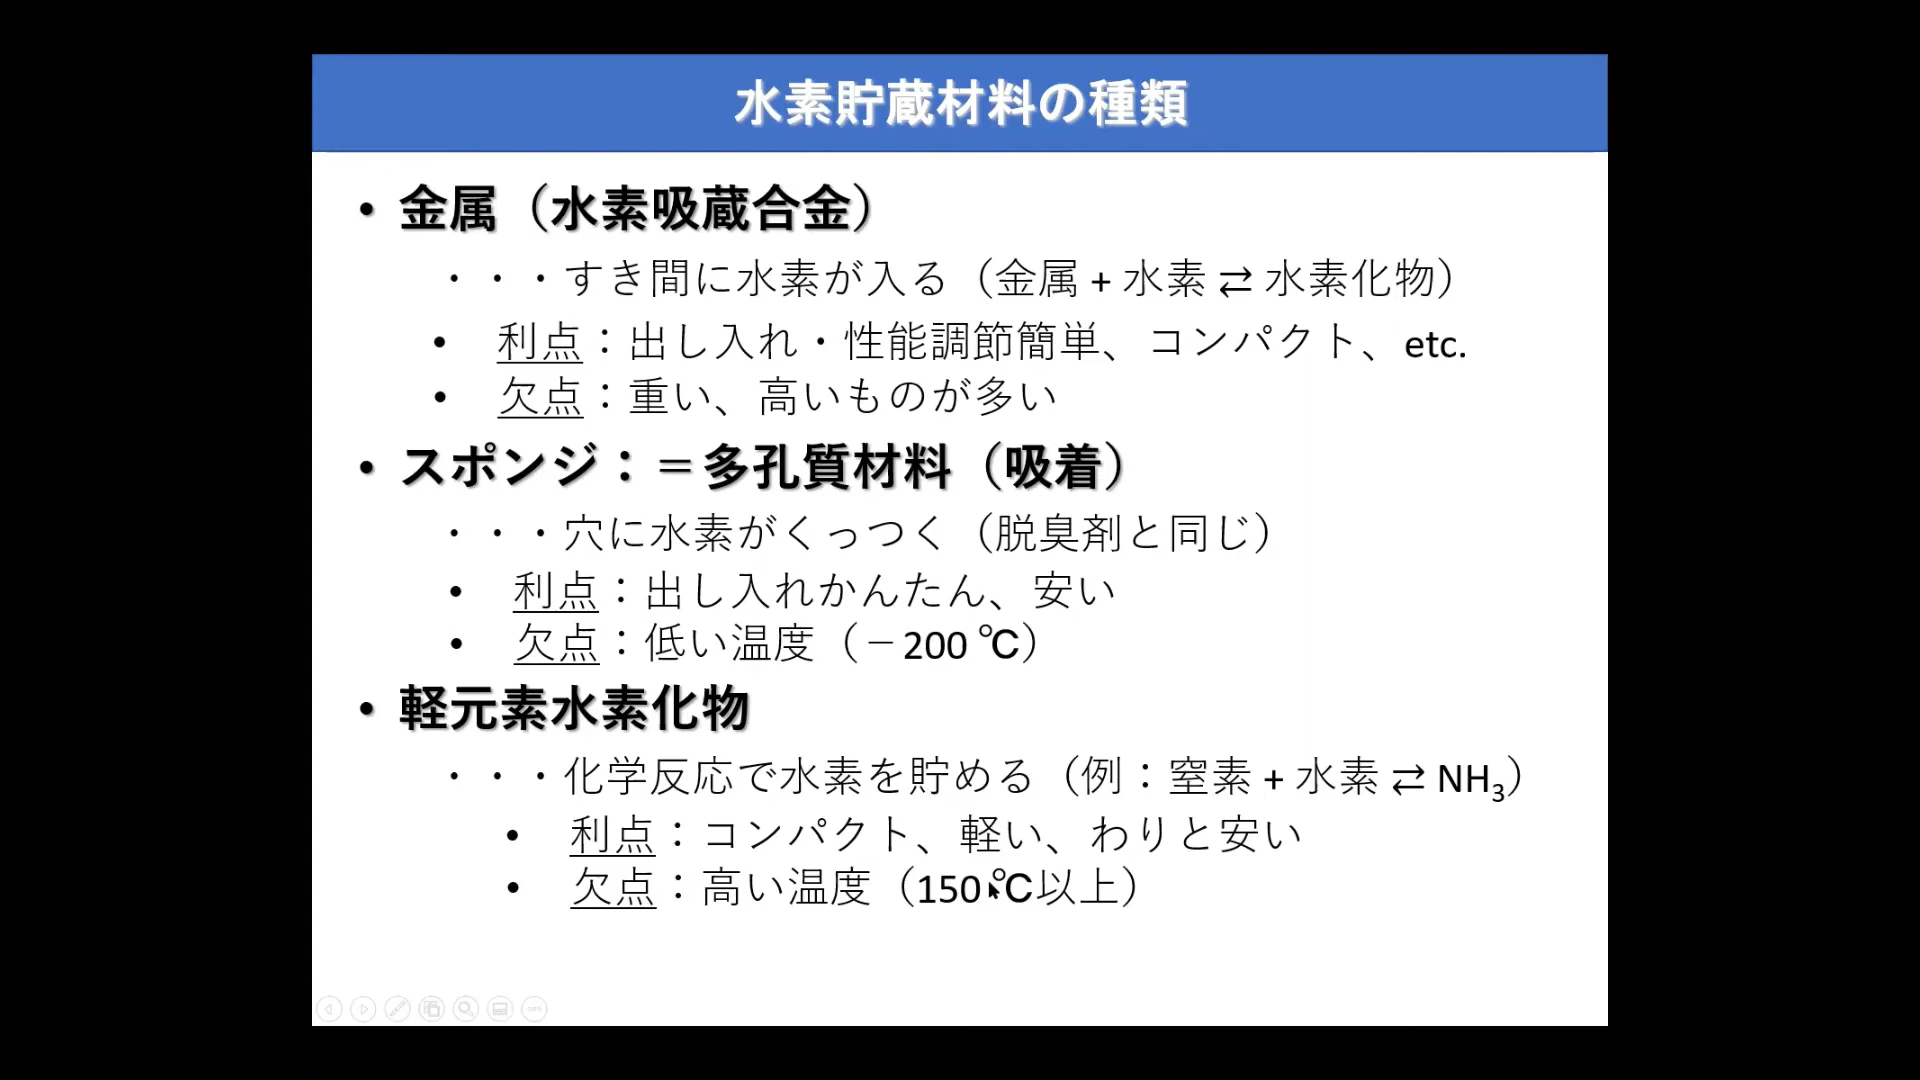 水素貯蔵材料の種類
• 金属（水素吸蔵合金）
・・・すき間に水素が入る（金属 + 水素 ⇄ 水素化物）
• 利点：出し入れ・性能調節簡単、コンパクト、etc.
• 欠点：重い、高いものが多い
• スポンジ：＝多孔質材料（吸着）
・・・穴に水素がくっつく（脱臭剤と同じ）
• 利点：出し入れかんたん、安い
• 欠点：低い温度（－200 ℃）
• 軽元素水素化物
・・・化学反応で水素を貯める（例：窒素 + 水素 ⇄ NH₃）
• 利点：コンパクト、軽い、わりと安い
• 欠点：高い温度（150 ℃以上）